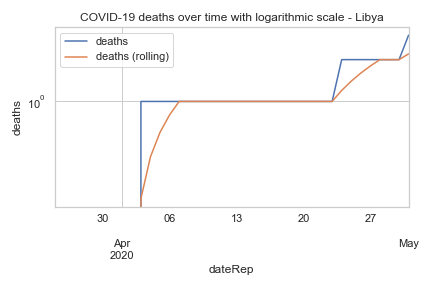 COVID-19 deaths over time with logarithmic scale - Libya
deaths
deaths (rolling)
deaths
10⁰
30 06 13 20 27
Apr May
2020
dateRep